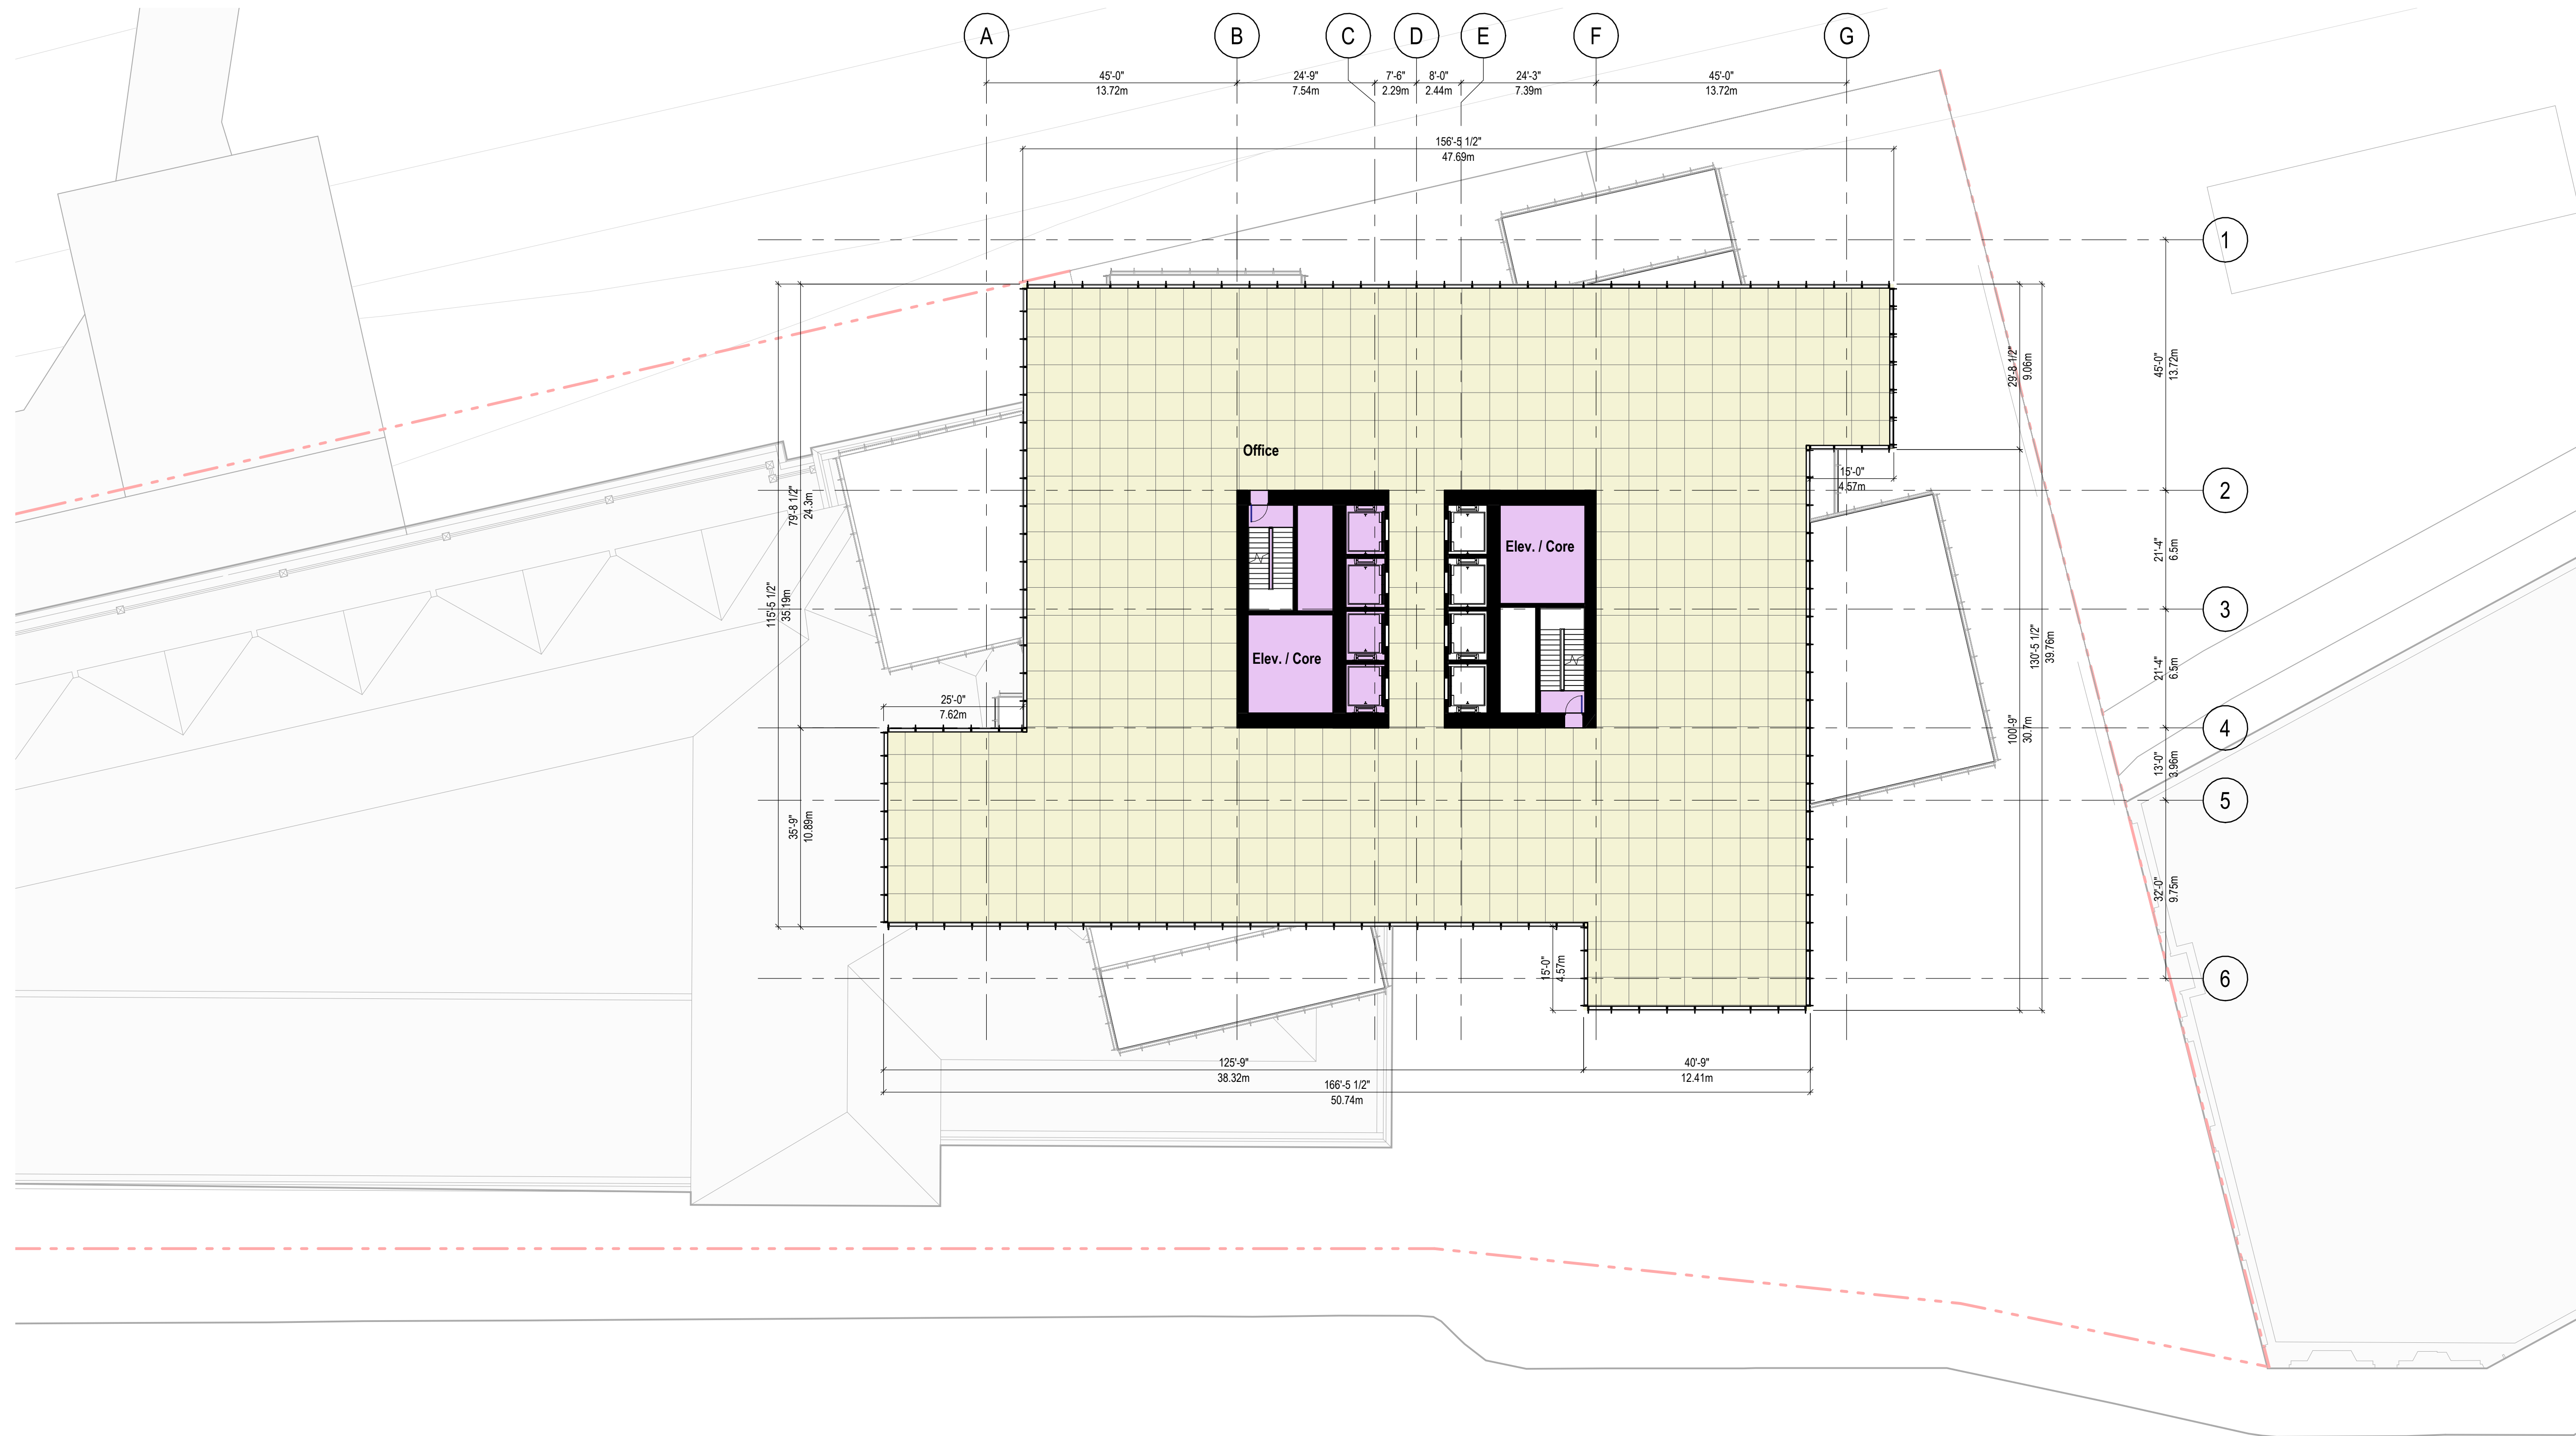 A
B
C
D
E
F
G
45'-0"
13.72m
24'-9"
7.54m
7'-6"
2.29m
8'-0"
2.44m
24'-3"
7.39m
45'-0"
13.72m
156'-5 1/2"
47.69m
1
45'-0"
13.72m
29'-8 1/2"
9.06m
Office
15'-0"
4.57m
2
79'-8 1/2"
24.3m
Elev. / Core
21'-4"
6.5m
115'-5 1/2"
35.19m
3
130'-5 1/2"
39.76m
Elev. / Core
21'-4"
6.5m
25'-0"
7.62m
4
100'-9"
30.7m
13'-0"
3.96m
5
35'-9"
10.89m
32'-0"
9.75m
15'-0"
4.57m
6
125'-9"
38.32m
40'-9"
12.41m
166'-5 1/2"
50.74m